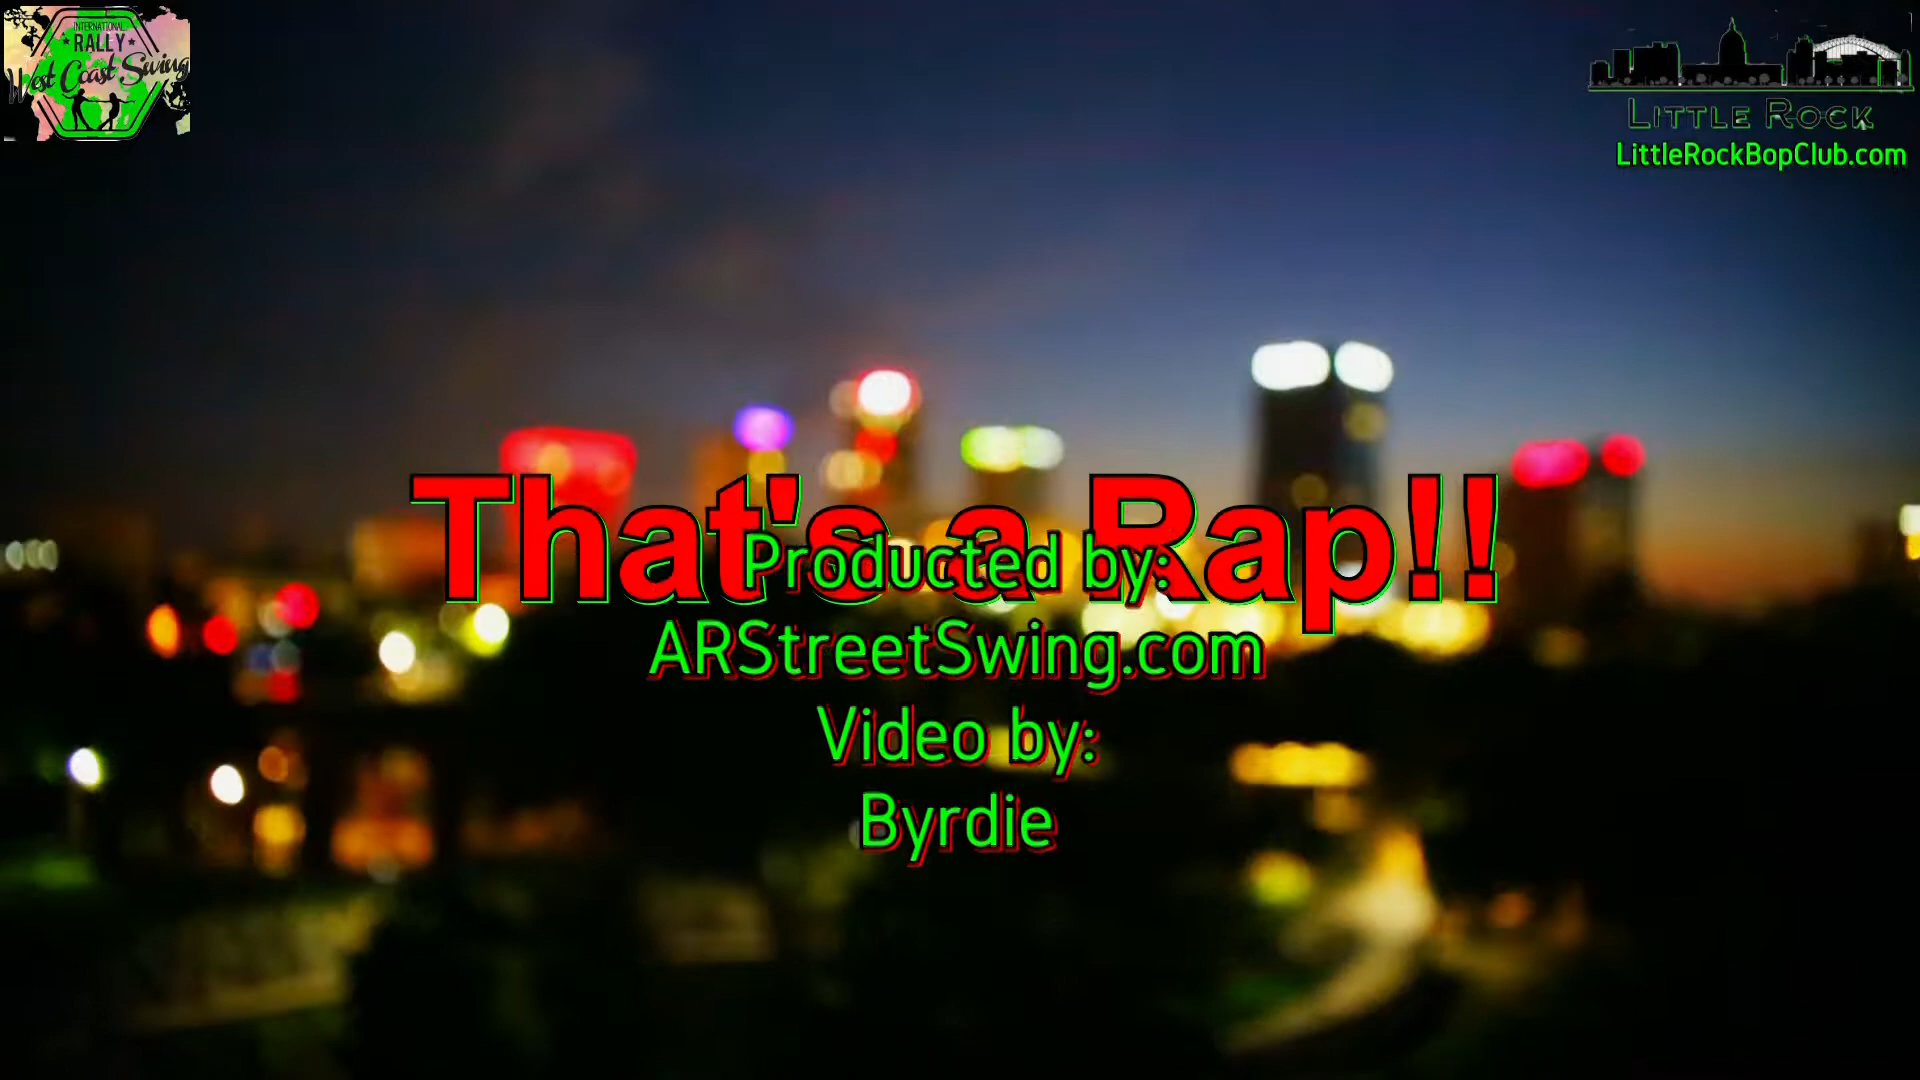 INTERNATIONAL
RALLY
West Coast Swing
LITTLE ROCK
LittleRockBopClub.com
That's a Rap!!
Producted by:
ARStreetSwing.com
Video by:
Byrdie